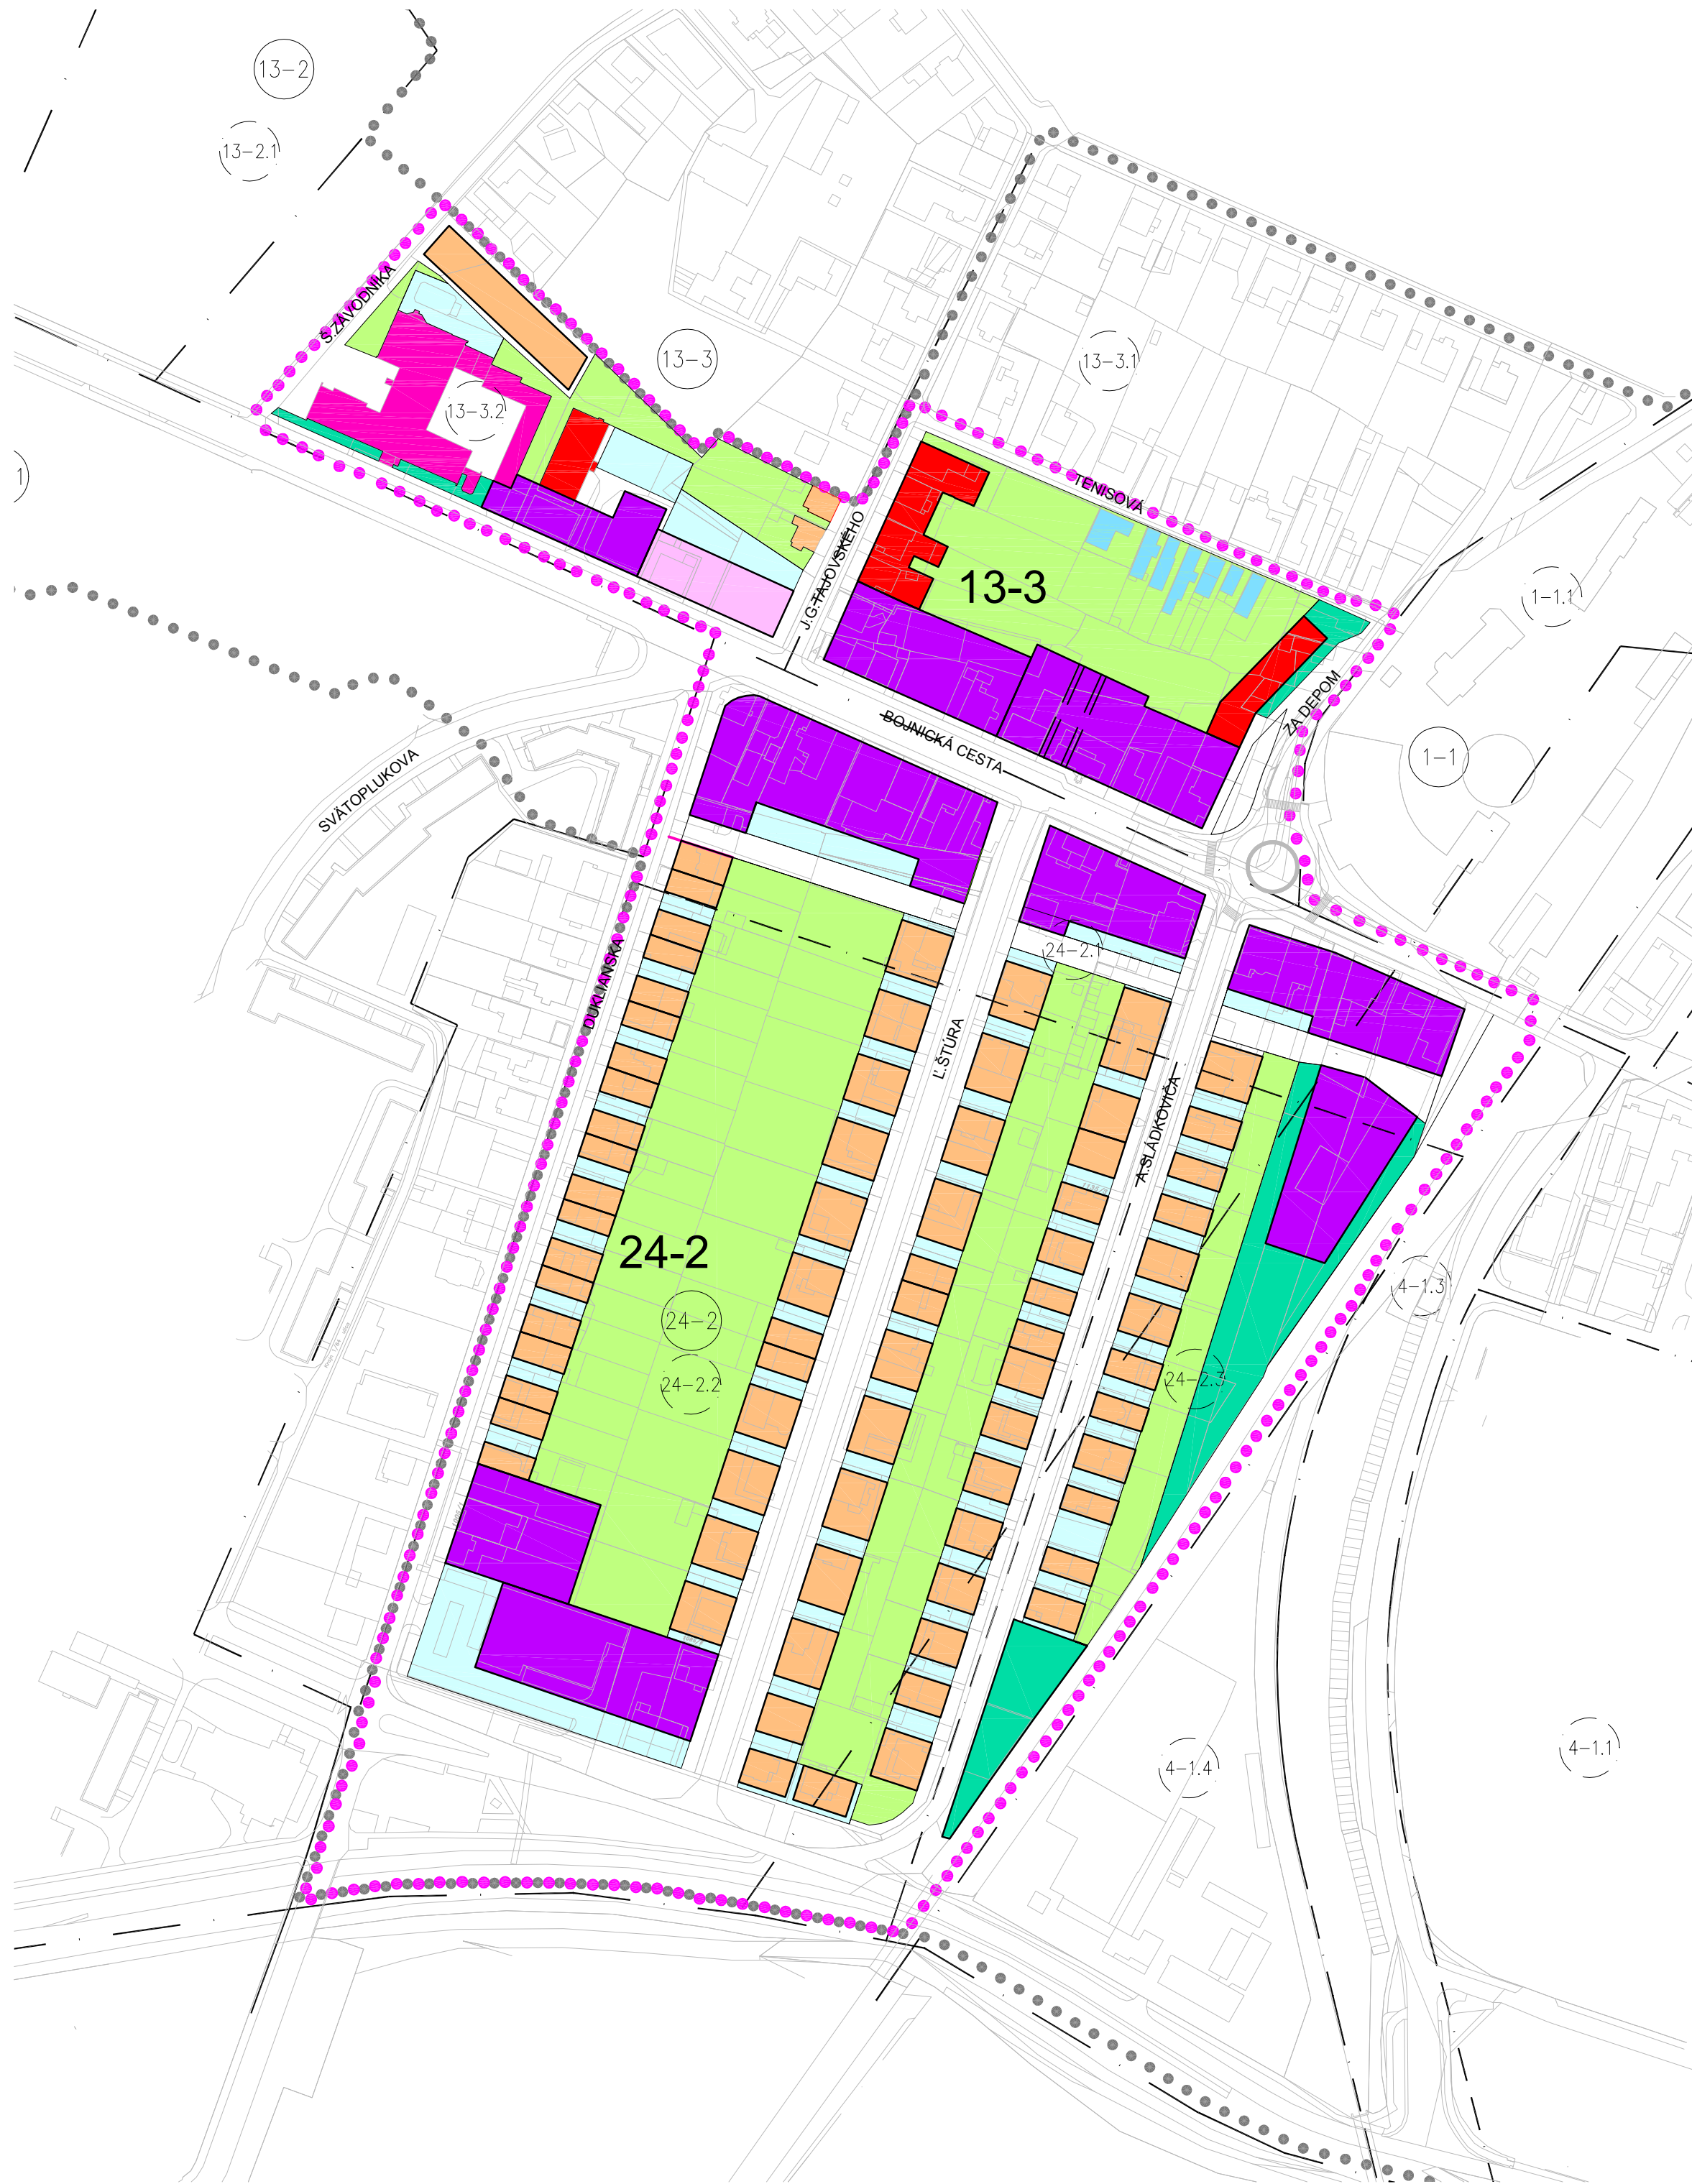 13-2
13-2.1
Š.ZÁVODNÍKA
13-3
13-3.1
13-3.2
1
TENISOVÁ
J.G.TAJOVSKÉHO
13-3
1-1.1
ZA DEPOM
BOJNICKÁ CESTA
1-1
SVÄTOPLUKOVA
DUKLIANSKA
24-2.1
Ľ.ŠTÚRA
A.SLÁDKOVIČA
24-2
4-1.3
24-2
24-2.2
24-2.3
4-1.4
4-1.1